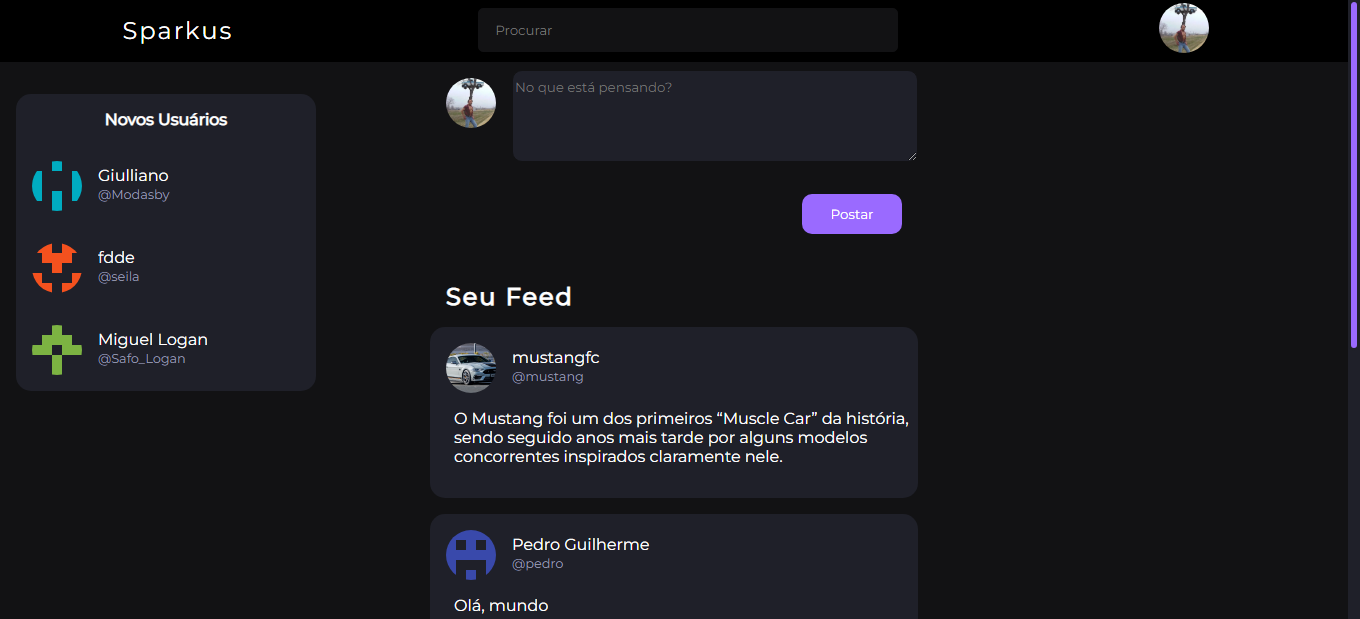 Sparkus
Procurar
No que está pensando?
Postar
Novos Usuários
Giulliano
@Modasby
fdde
@seila
Miguel Logan
@Safo_Logan
Seu Feed
mustangfc
@mustang
O Mustang foi um dos primeiros “Muscle Car” da história,
sendo seguido anos mais tarde por alguns modelos
concorrentes inspirados claramente nele.
Pedro Guilherme
@pedro
Olá, mundo